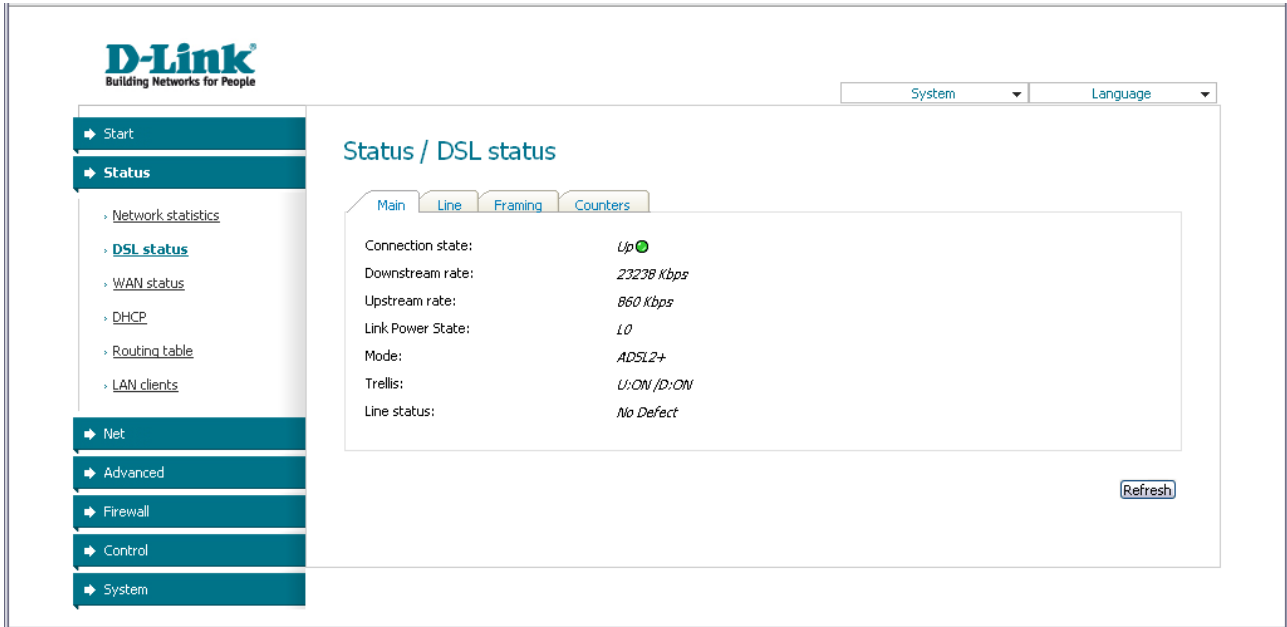 D-Link
Building Networks for People
System Language
Start
Status
Network statistics
DSL status
WAN status
DHCP
Routing table
LAN clients
Net
Advanced
Firewall
Control
System
Status / DSL status
Main Line Framing Counters
Connection state: Up
Downstream rate: 23238 Kbps
Upstream rate: 860 Kbps
Link Power State: L0
Mode: ADSL2+
Trellis: U:ON /D:ON
Line status: No Defect
Refresh